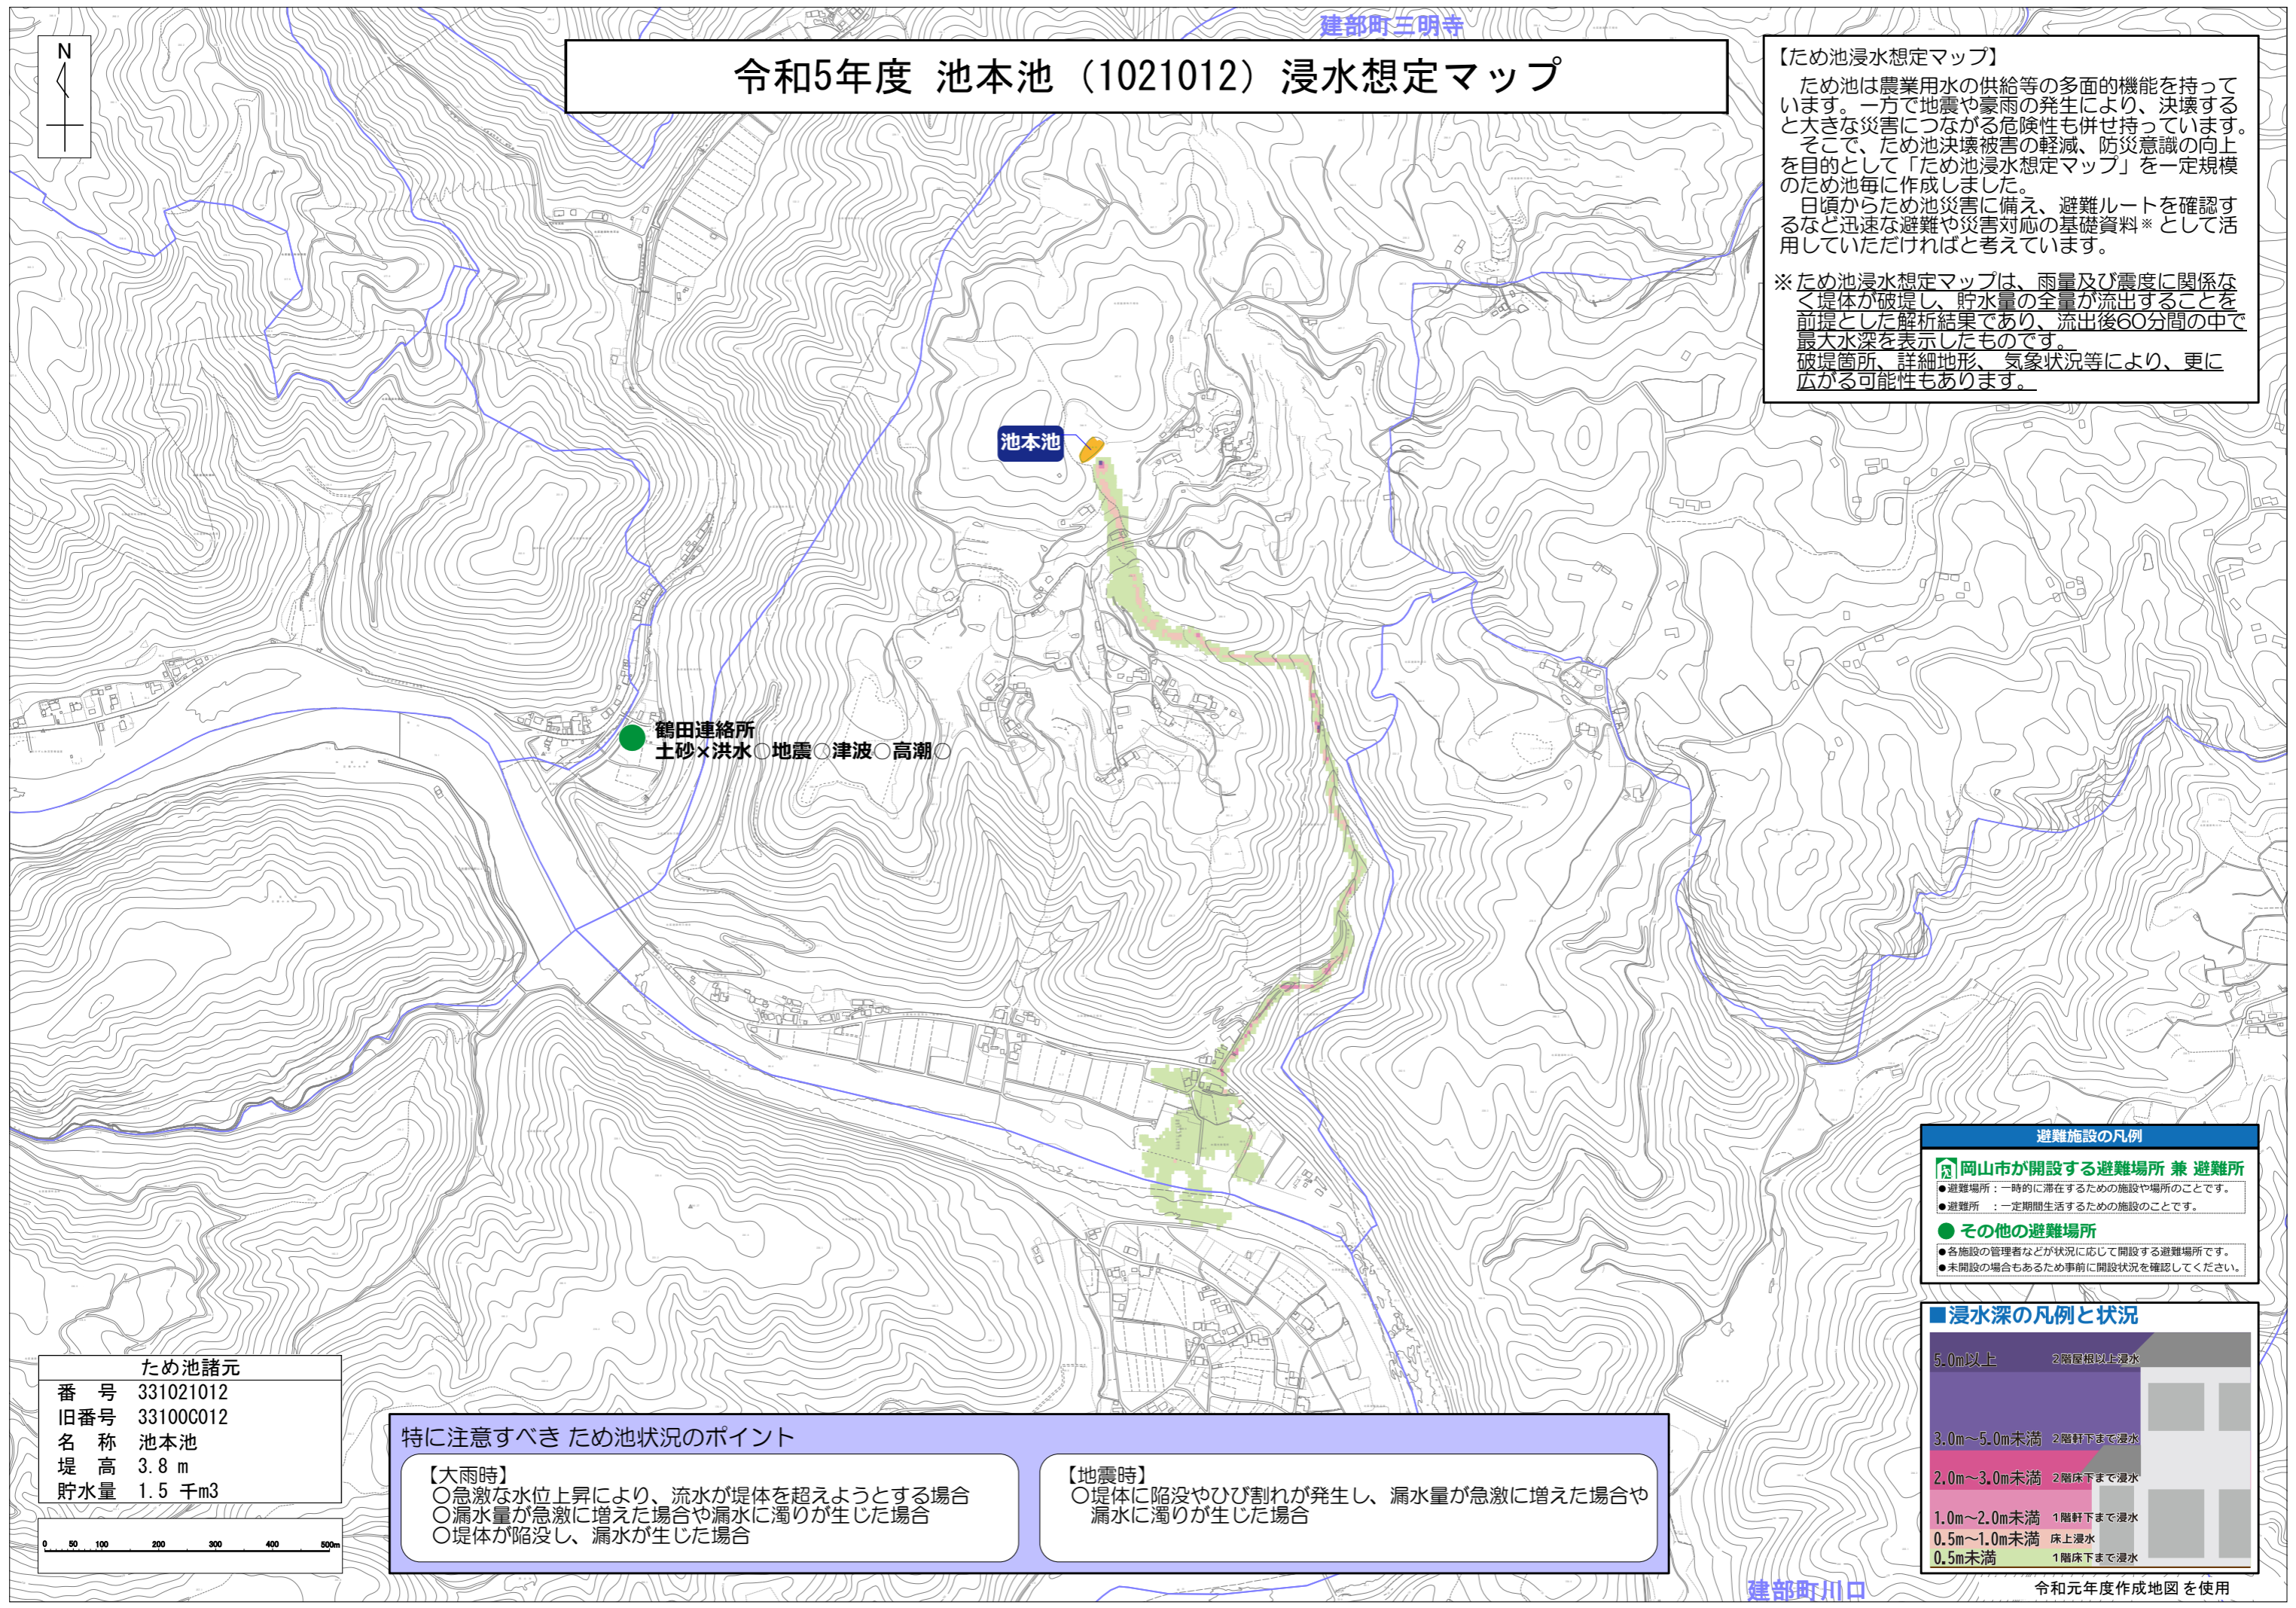 建部町三明寺
N
令和5年度 池本池（1021012）浸水想定マップ
【ため池浸水想定マップ】
ため池は農業用水の供給等の多面的機能を持って
います。一方で地震や豪雨の発生により、決壊する
と大きな災害につながる危険性も併せ持っています。
そこで、ため池決壊被害の軽減、防災意識の向上
を目的として「ため池浸水想定マップ」を一定規模
のため池毎に作成しました。
日頃からため池災害に備え、避難ルートを確認す
るなど迅速な避難や災害対応の基礎資料※として活
用していただければと考えています。
※ため池浸水想定マップは、雨量及び震度に関係な
く堤体が破堤し、貯水量の全量が流出することを
前提とした解析結果であり、流出後60分間の中で
最大水深を表示したものです。
破堤箇所、詳細地形、気象状況等により、更に
広がる可能性もあります。
池本池
鶴田連絡所
土砂×洪水○地震○津波○高潮○
避難施設の凡例
岡山市が開設する避難場所 兼 避難所
●避難場所：一時的に滞在するための施設や場所のことです。
●避難所　：一定期間生活するための施設のことです。
●その他の避難場所
●各施設の管理者などが状況に応じて開設する避難場所です。
●未開設の場合もあるため事前に開設状況を確認してください。
■浸水深の凡例と状況
5.0m以上 2階屋根以上浸水
3.0m～5.0m未満 2階軒下まで浸水
2.0m～3.0m未満 2階床下まで浸水
1.0m～2.0m未満 1階軒下まで浸水
0.5m～1.0m未満 床上浸水
0.5m未満 1階床下まで浸水
ため池諸元
番　号 331021012
旧番号 33100C012
名　称 池本池
堤　高 3.8 m
貯水量 1.5 千m3
0 50 100 200 300 400 500m
特に注意すべき ため池状況のポイント
【大雨時】
○急激な水位上昇により、流水が堤体を超えようとする場合
○漏水量が急激に増えた場合や漏水に濁りが生じた場合
○堤体が陥没し、漏水が生じた場合
【地震時】
○堤体に陥没やひび割れが発生し、漏水量が急激に増えた場合や
漏水に濁りが生じた場合
建部町川口
令和元年度作成地図を使用